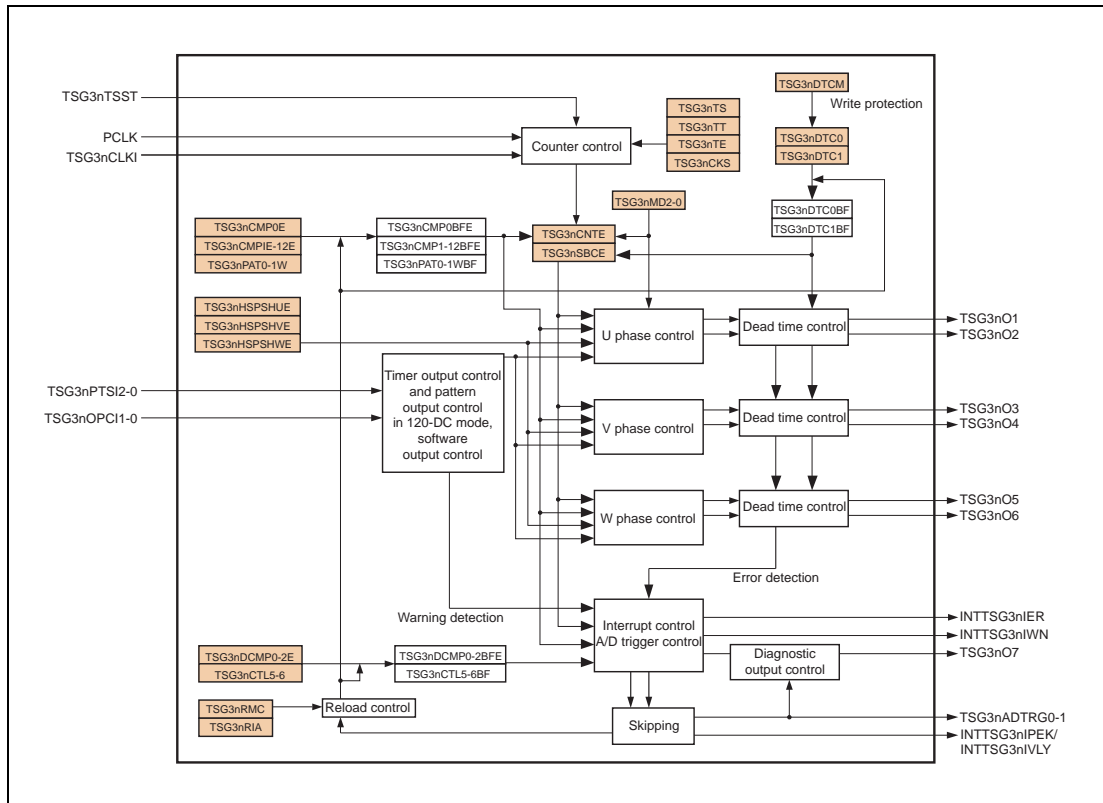 TSG3nTSST
PCLK
TSG3nCLKI
Counter control
TSG3nTS
TSG3nTT
TSG3nTE
TSG3nCKS
TSG3nDTCM
Write protection
TSG3nDTC0
TSG3nDTC1
TSG3nDTC0BF
TSG3nDTC1BF
TSG3nMD2-0
TSG3nCMP0E
TSG3nCMPIE-12E
TSG3nPAT0-1W
TSG3nCMP0BFE
TSG3nCMP1-12BFE
TSG3nPAT0-1WBF
TSG3nCNTE
TSG3nSBCE
TSG3nHSPSHUE
TSG3nHSPSHVE
TSG3nHSPSHWE
U phase control
Dead time control
TSG3nO1
TSG3nO2
TSG3nPTSI2-0
TSG3nOPCI1-0
Timer output control
and pattern
output control
in 120-DC mode,
software
output control
V phase control
Dead time control
TSG3nO3
TSG3nO4
W phase control
Dead time control
TSG3nO5
TSG3nO6
Error detection
Warning detection
Interrupt control
A/D trigger control
INTTSG3nIER
INTTSG3nIWN
TSG3nO7
Diagnostic
output control
TSG3nDCMP0-2E
TSG3nCTL5-6
TSG3nDCMP0-2BFE
TSG3nCTL5-6BF
TSG3nRMC
TSG3nRIA
Reload control
Skipping
TSG3nADTRG0-1
INTTSG3nIPEK/
INTTSG3nIVLY